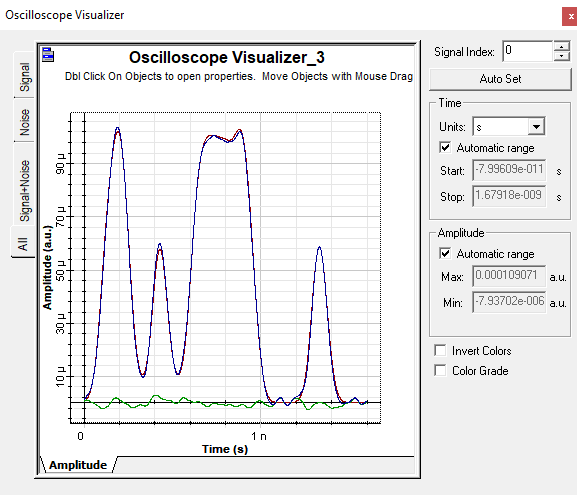 Oscilloscope Visualizer
x
Oscilloscope Visualizer_3
Dbl Click On Objects to open properties. Move Objects with Mouse Drag
Signal
Noise
Signal+Noise
All
Amplitude (a.u.)
90 µ
70 µ
50 µ
30 µ
10 µ
0
1 n
Time (s)
Amplitude
Signal Index: 0
Auto Set
Time
Units: s
Automatic range
Start: -7.99609e-011 s
Stop: 1.67918e-009 s
Amplitude
Automatic range
Max: 0.000109071 a.u.
Min: -7.93702e-006 a.u.
Invert Colors
Color Grade